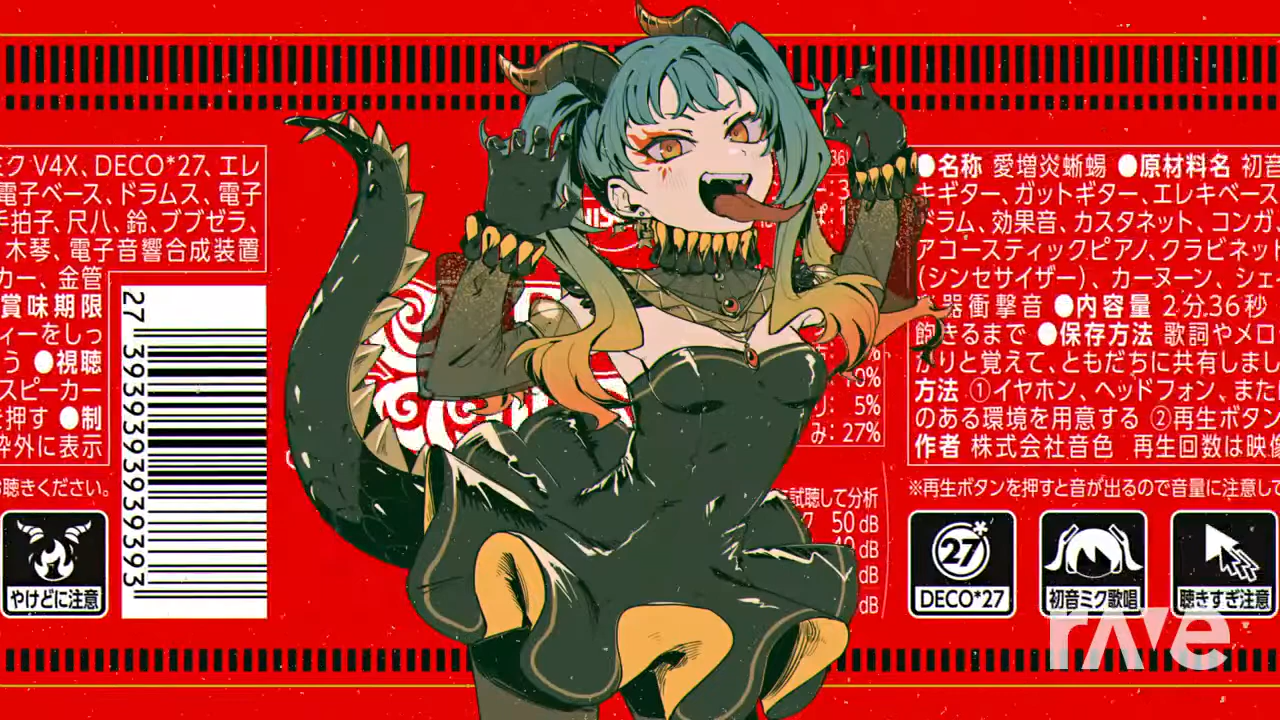 ミク V4X、DECO*27、エレ
電子ベース、ドラムス、電子
手拍子、尺八、鈴、ブブゼラ、
木琴、電子音響合成装置
カー、金管
賞味期限
ィーをしっ
う ●視聴
スピーカー
を押す ●制
枠外に表示
お聴きください。
27 393939393939393
やけどに注意
5%
み: 27%
試聴して分析
ク 50 dB
40 dB
dB
dB
●名称 愛増炎蜥蜴 ●原材料名 初音
キギター、ガットギター、エレキベース
ドラム、効果音、カスタネット、コンガ
アコースティックピアノ、クラビネット
(シンセサイザー)、カーヌーン、シェ
器衝撃音 ●内容量 2分36秒
飽きるまで ●保存方法 歌詞やメロ
かりと覚えて、ともだちに共有しまし
方法 ①イヤホン、ヘッドフォン、また
のある環境を用意する ②再生ボタン
作者 株式会社音色 再生回数は映像
※再生ボタンを押すと音が出るので音量に注意して
27*
DECO*27
初音ミク歌唱
聴きすぎ注意
rave